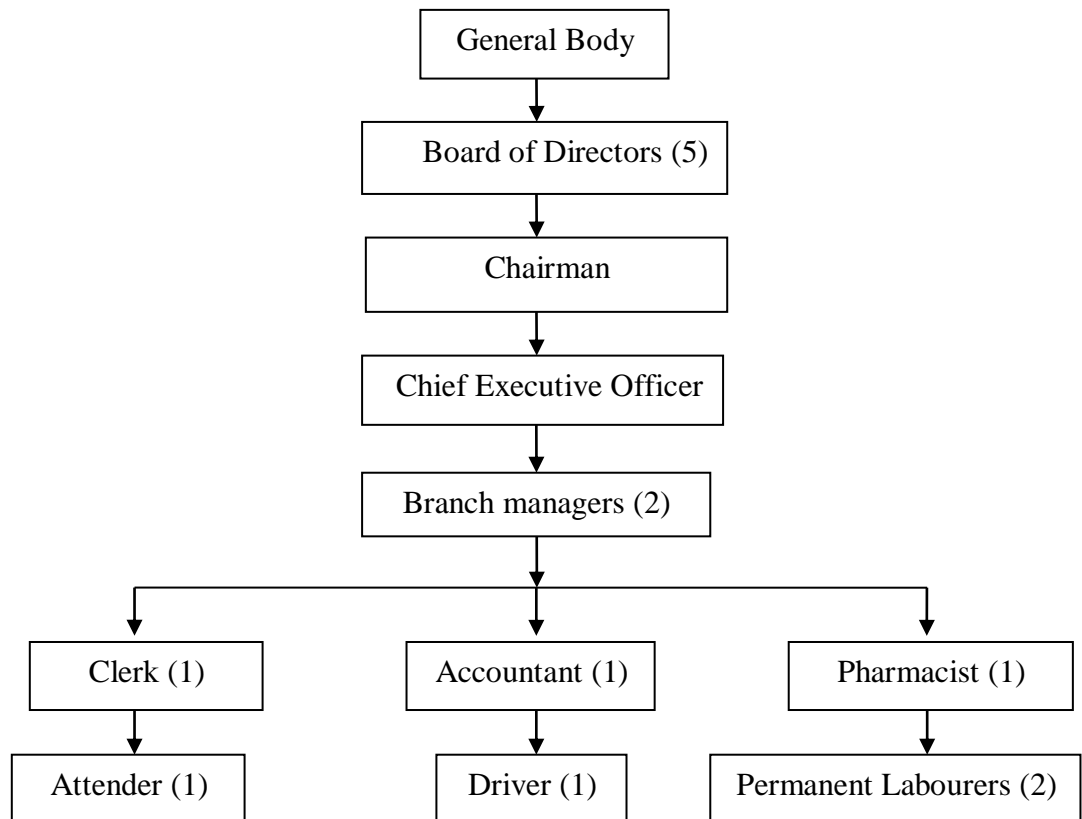 General Body
Board of Directors (5)
Chairman
Chief Executive Officer
Branch managers (2)
Clerk (1)
Accountant (1)
Pharmacist (1)
Attender (1)
Driver (1)
Permanent Labourers (2)